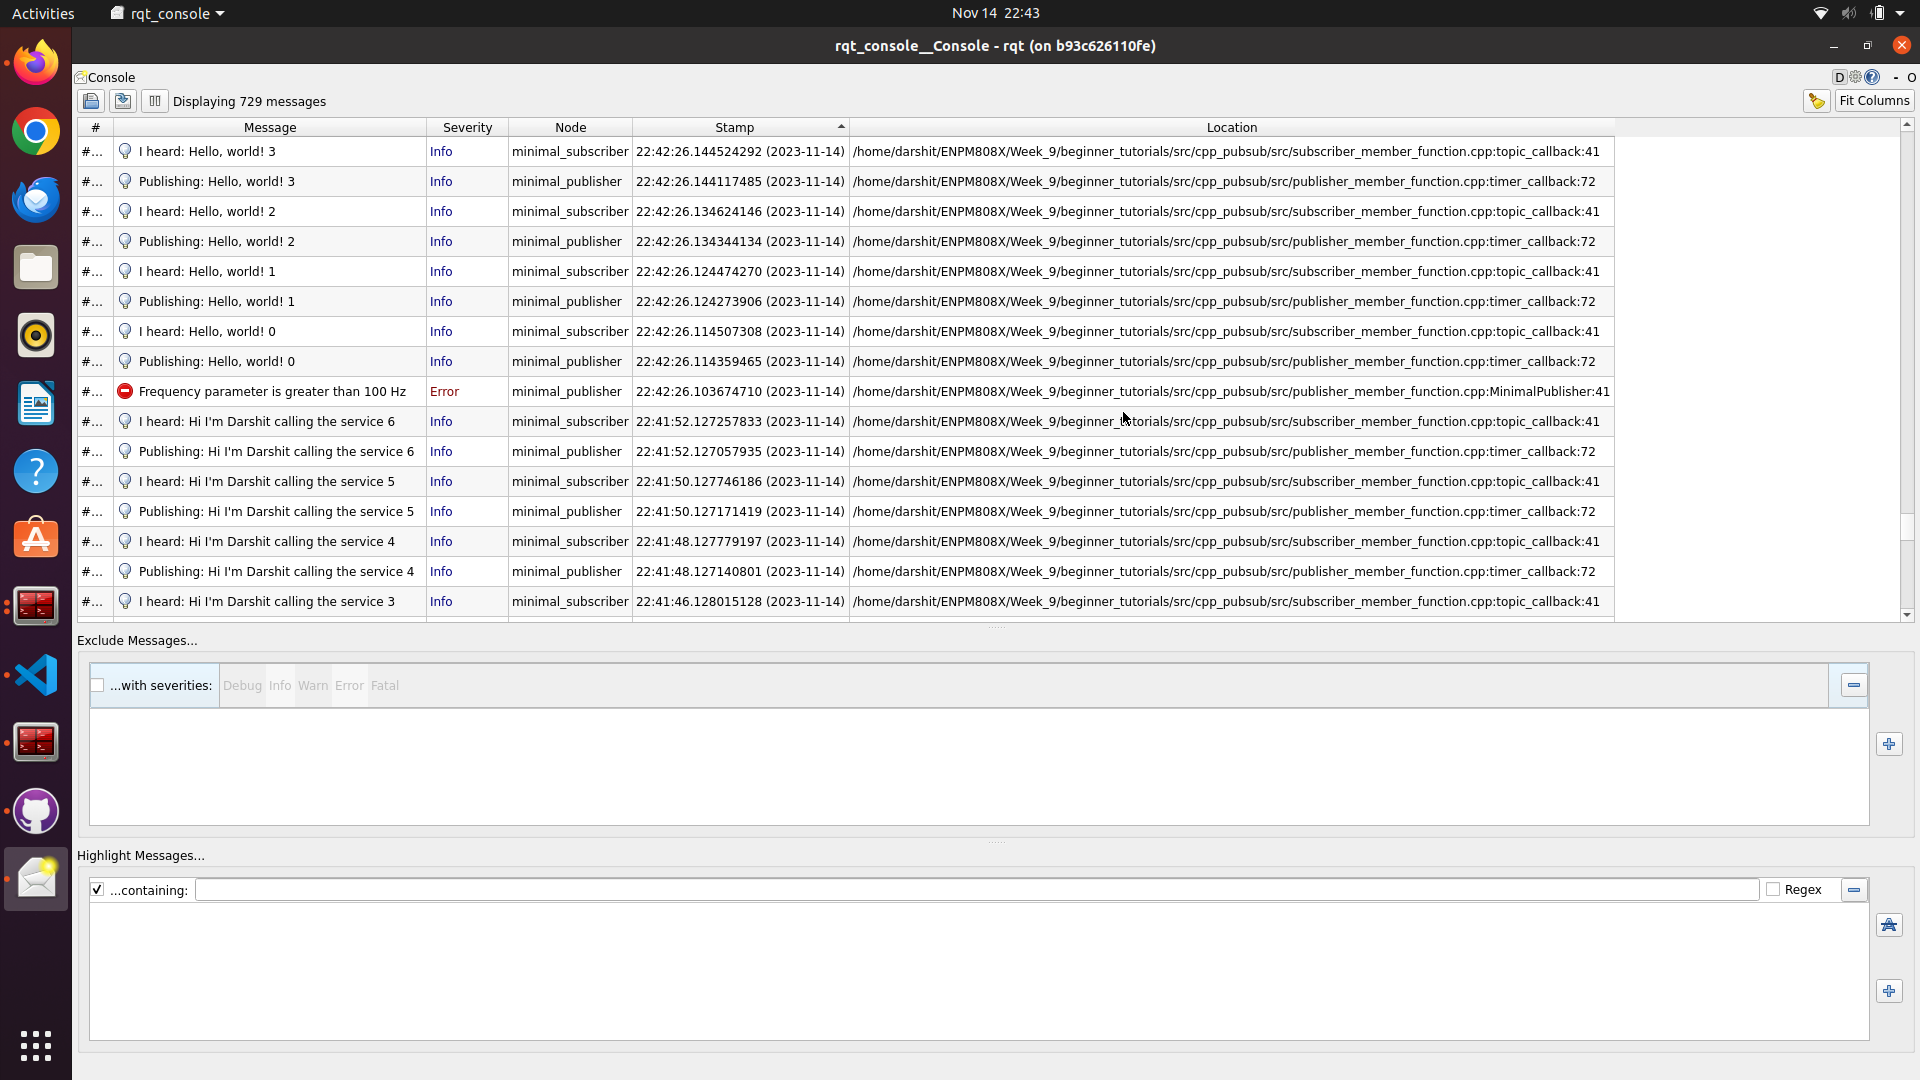 Activities rqt_console Nov 14 22:43
rqt_console__Console - rqt (on b93c626110fe)
Console D - O
Displaying 729 messages Fit Columns
# Message Severity Node Stamp Location
#... I heard: Hello, world! 3 Info minimal_subscriber 22:42:26.144524292 (2023-11-14) /home/darshit/ENPM808X/Week_9/beginner_tutorials/src/cpp_pubsub/src/subscriber_member_function.cpp:topic_callback:41
#... Publishing: Hello, world! 3 Info minimal_publisher 22:42:26.144117485 (2023-11-14) /home/darshit/ENPM808X/Week_9/beginner_tutorials/src/cpp_pubsub/src/publisher_member_function.cpp:timer_callback:72
#... I heard: Hello, world! 2 Info minimal_subscriber 22:42:26.134624146 (2023-11-14) /home/darshit/ENPM808X/Week_9/beginner_tutorials/src/cpp_pubsub/src/subscriber_member_function.cpp:topic_callback:41
#... Publishing: Hello, world! 2 Info minimal_publisher 22:42:26.134344134 (2023-11-14) /home/darshit/ENPM808X/Week_9/beginner_tutorials/src/cpp_pubsub/src/publisher_member_function.cpp:timer_callback:72
#... I heard: Hello, world! 1 Info minimal_subscriber 22:42:26.124474270 (2023-11-14) /home/darshit/ENPM808X/Week_9/beginner_tutorials/src/cpp_pubsub/src/subscriber_member_function.cpp:topic_callback:41
#... Publishing: Hello, world! 1 Info minimal_publisher 22:42:26.124273906 (2023-11-14) /home/darshit/ENPM808X/Week_9/beginner_tutorials/src/cpp_pubsub/src/publisher_member_function.cpp:timer_callback:72
#... I heard: Hello, world! 0 Info minimal_subscriber 22:42:26.114507308 (2023-11-14) /home/darshit/ENPM808X/Week_9/beginner_tutorials/src/cpp_pubsub/src/subscriber_member_function.cpp:topic_callback:41
#... Publishing: Hello, world! 0 Info minimal_publisher 22:42:26.114359465 (2023-11-14) /home/darshit/ENPM808X/Week_9/beginner_tutorials/src/cpp_pubsub/src/publisher_member_function.cpp:timer_callback:72
#... Frequency parameter is greater than 100 Hz Error minimal_publisher 22:42:26.103674710 (2023-11-14) /home/darshit/ENPM808X/Week_9/beginner_tutorials/src/cpp_pubsub/src/publisher_member_function.cpp:MinimalPublisher:41
#... I heard: Hi I'm Darshit calling the service 6 Info minimal_subscriber 22:41:52.127257833 (2023-11-14) /home/darshit/ENPM808X/Week_9/beginner_tutorials/src/cpp_pubsub/src/subscriber_member_function.cpp:topic_callback:41
#... Publishing: Hi I'm Darshit calling the service 6 Info minimal_publisher 22:41:52.127057935 (2023-11-14) /home/darshit/ENPM808X/Week_9/beginner_tutorials/src/cpp_pubsub/src/publisher_member_function.cpp:timer_callback:72
#... I heard: Hi I'm Darshit calling the service 5 Info minimal_subscriber 22:41:50.127746186 (2023-11-14) /home/darshit/ENPM808X/Week_9/beginner_tutorials/src/cpp_pubsub/src/subscriber_member_function.cpp:topic_callback:41
#... Publishing: Hi I'm Darshit calling the service 5 Info minimal_publisher 22:41:50.127171419 (2023-11-14) /home/darshit/ENPM808X/Week_9/beginner_tutorials/src/cpp_pubsub/src/publisher_member_function.cpp:timer_callback:72
#... I heard: Hi I'm Darshit calling the service 4 Info minimal_subscriber 22:41:48.127779197 (2023-11-14) /home/darshit/ENPM808X/Week_9/beginner_tutorials/src/cpp_pubsub/src/subscriber_member_function.cpp:topic_callback:41
#... Publishing: Hi I'm Darshit calling the service 4 Info minimal_publisher 22:41:48.127140801 (2023-11-14) /home/darshit/ENPM808X/Week_9/beginner_tutorials/src/cpp_pubsub/src/publisher_member_function.cpp:timer_callback:72
#... I heard: Hi I'm Darshit calling the service 3 Info minimal_subscriber 22:41:46.128015128 (2023-11-14) /home/darshit/ENPM808X/Week_9/beginner_tutorials/src/cpp_pubsub/src/subscriber_member_function.cpp:topic_callback:41
Exclude Messages...
...with severities: Debug Info Warn Error Fatal
Highlight Messages...
...containing: Regex